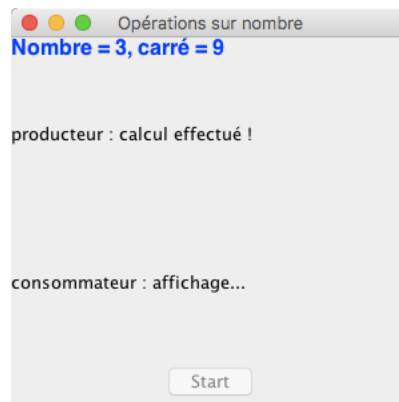 Opérations sur nombre
Nombre = 3, carré = 9
producteur : calcul effectué !
consommateur : affichage...
Start